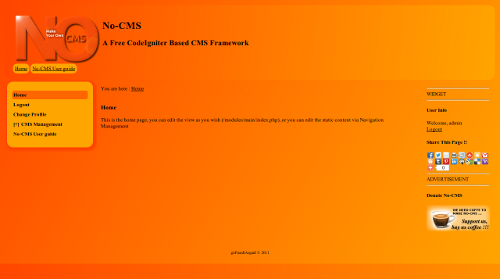 No
Make
Your Own
CMS
No-CMS
A Free CodeIgniter Based CMS Framework
Home No-CMS User guide
Home
Logout
Change Profile
[+] CMS Management
No-CMS User guide
You are here : Home
Home
This is the home page, you can edit the view as you wish (/modules/main/index.php), or you can edit the static content via Navigation
Management
WIDGET
User Info
Welcome, admin
Logout
Share This Page !!
0
ADVERTISEMENT
Donate No-CMS
WE NEED COFFE TO
MAKE NO-CMS ...
Support us,
buy us coffee !!!
goFrendiAsgard © 2011